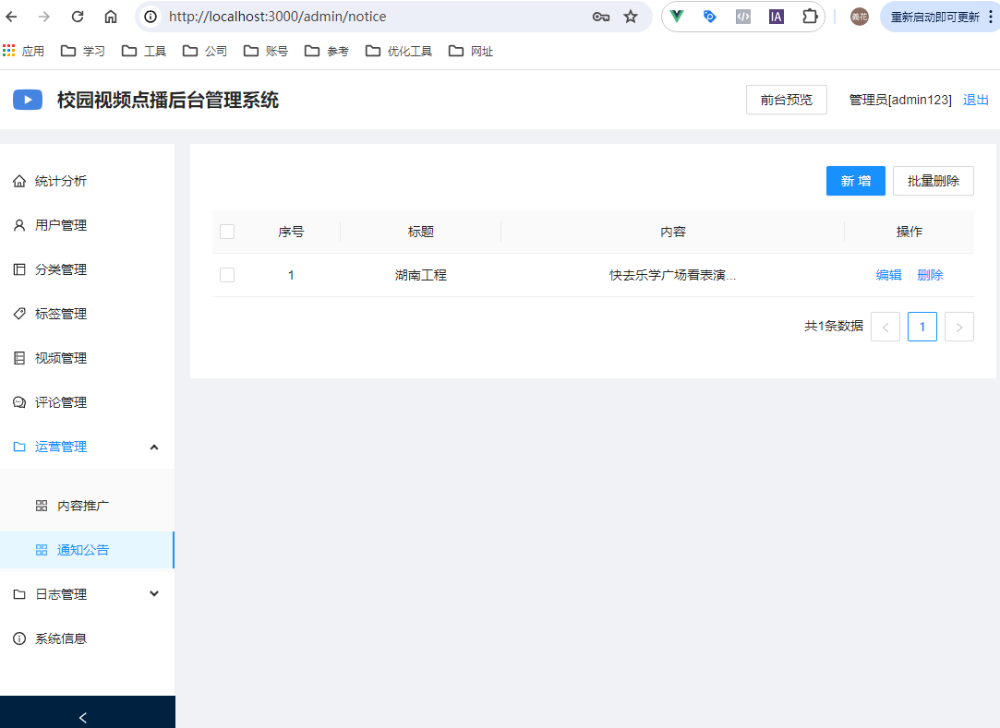 http://localhost:3000/admin/notice
IA
義花
重新启动即可更新
应用 学习 工具 公司 账号 参考 优化工具 网址
校园视频点播后台管理系统
前台预览 管理员[admin123] 退出
统计分析
用户管理
分类管理
标签管理
视频管理
评论管理
运营管理
内容推广
通知公告
日志管理
系统信息
新 增 批量删除
序号 标题 内容 操作
1 湖南工程 快去乐学广场看表演... 编辑 删除
共1条数据 < 1 >